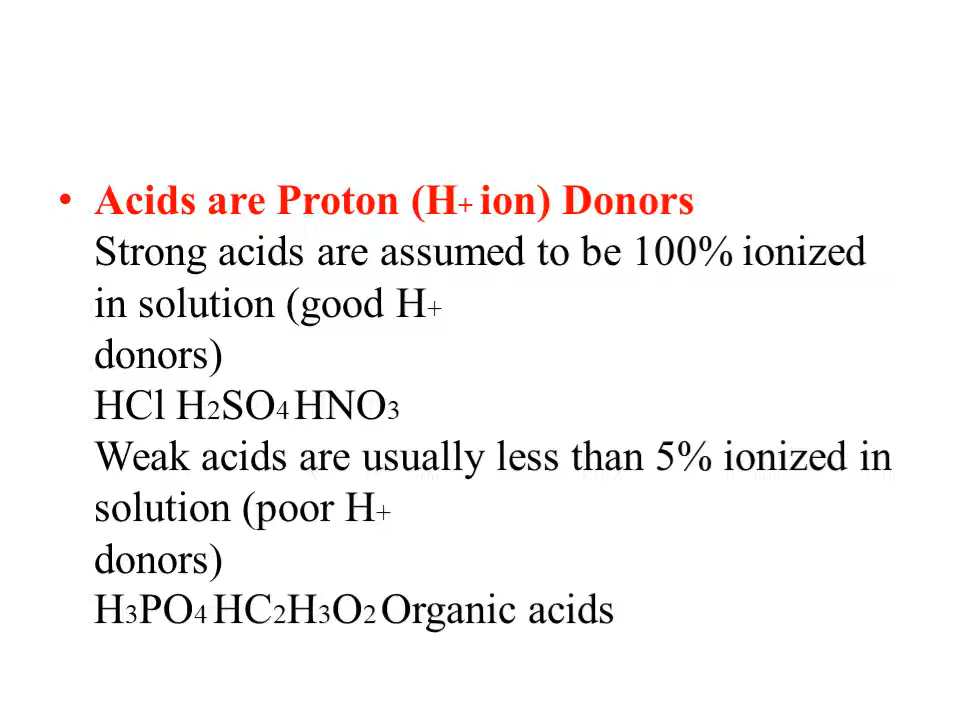 • Acids are Proton (H+ ion) Donors
Strong acids are assumed to be 100% ionized
in solution (good H+
donors)
HCl H2SO4 HNO3
Weak acids are usually less than 5% ionized in
solution (poor H+
donors)
H3PO4 HC2H3O2 Organic acids